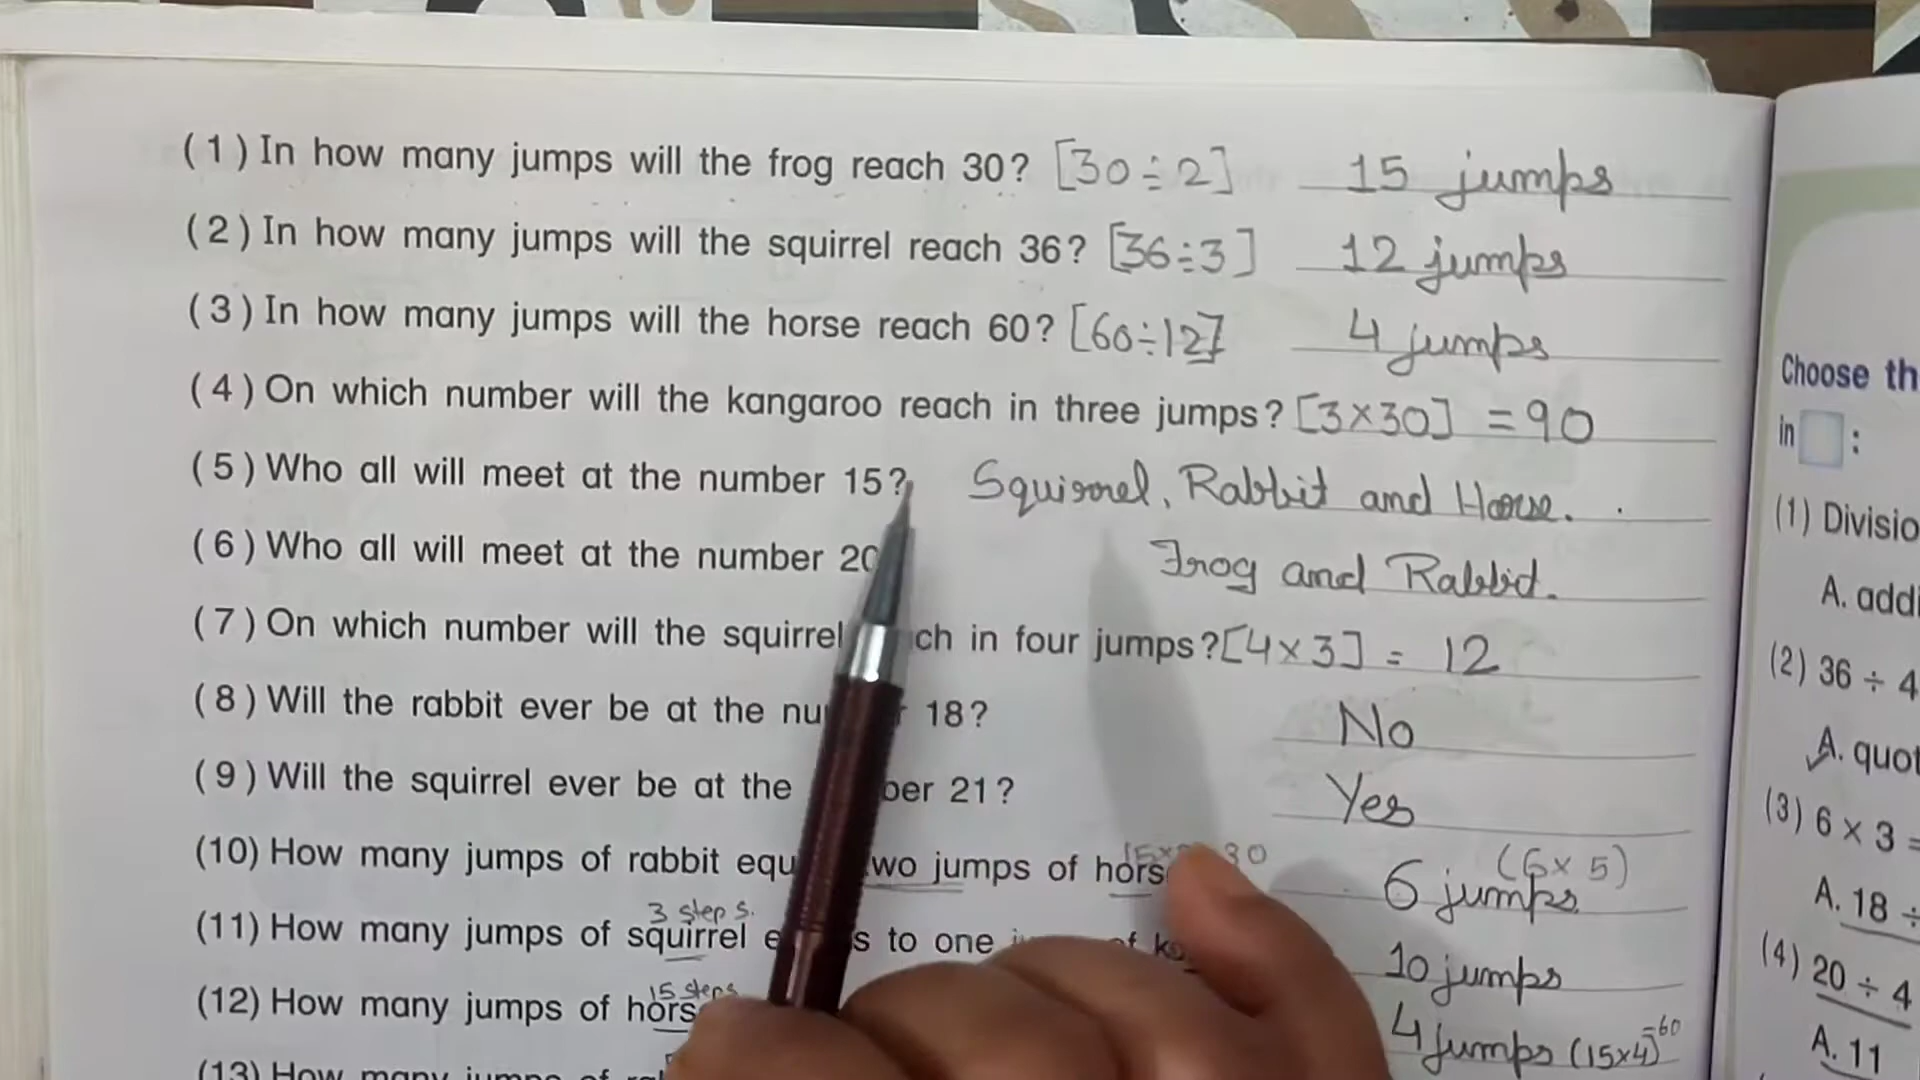 (1) In how many jumps will the frog reach 30? [30÷2] 15 jumps
(2) In how many jumps will the squirrel reach 36? [36÷3] 12 jumps
(3) In how many jumps will the horse reach 60? [60÷12] 4 jumps
(4) On which number will the kangaroo reach in three jumps? [3×30] = 90
(5) Who all will meet at the number 15? Squirrel, Rabbit and Horse.
(6) Who all will meet at the number 20 Frog and Rabbid.
(7) On which number will the squirrel ch in four jumps? [4×3] = 12
(8) Will the rabbit ever be at the nu 18? No
(9) Will the squirrel ever be at the ber 21? Yes
(6×5)
(10) How many jumps of rabbit equ wo jumps of hors 30 6 jumps
3 steps.
(11) How many jumps of squirrel e s to one of k 10 jumps
15 steps
(12) How many jumps of hors 4 jumps (15×4) =60
(13) How many jumps of
Choose th
in :
(1) Divisio
A. addi
(2) 36 ÷ 4
A. quot
(3) 6 × 3 =
A. 18 ÷
(4) 20 ÷ 4
A. 11